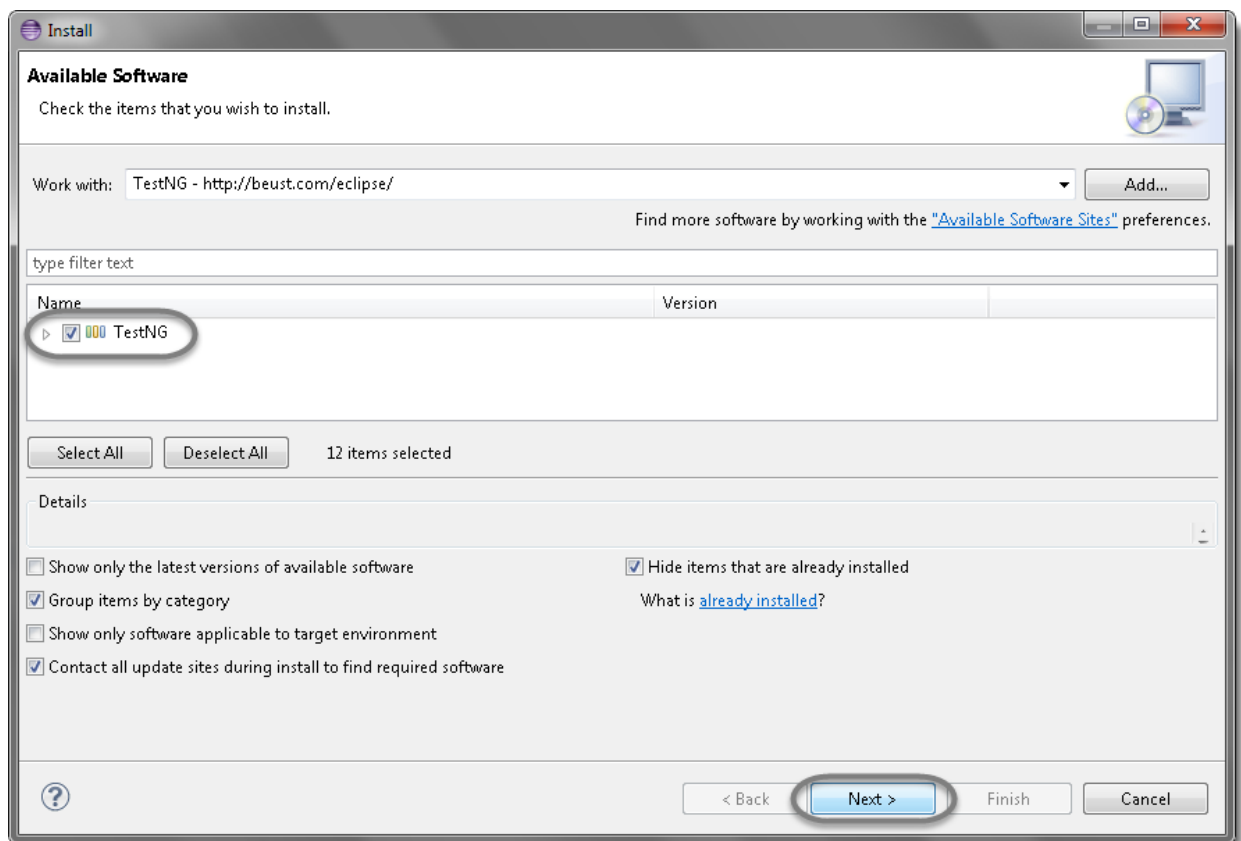 Install
Available Software
Check the items that you wish to install.
Work with: TestNG - http://beust.com/eclipse/ Add...
Find more software by working with the "Available Software Sites" preferences.
type filter text
Name Version
TestNG
Select All Deselect All 12 items selected
Details
Show only the latest versions of available software Hide items that are already installed
Group items by category What is already installed?
Show only software applicable to target environment
Contact all update sites during install to find required software
? < Back Next > Finish Cancel